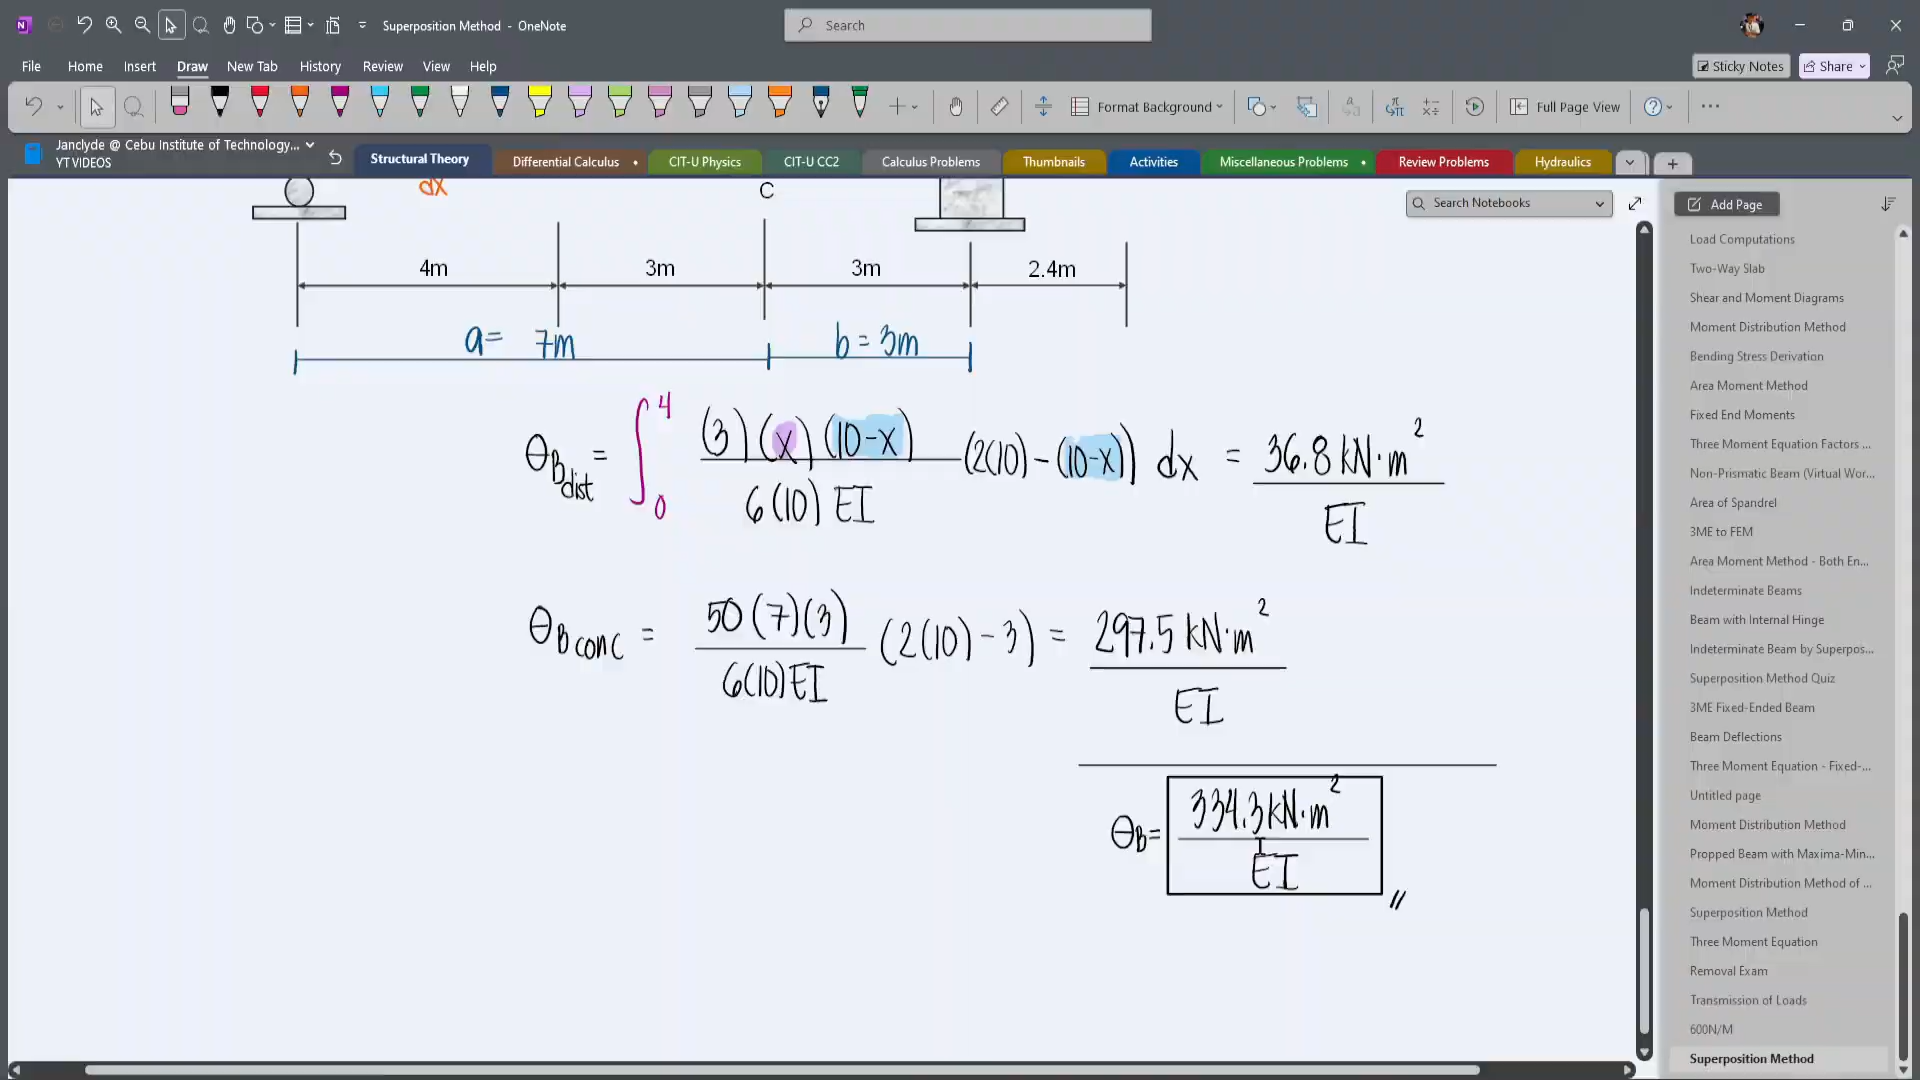 Superposition Method - OneNote
Search
File Home Insert Draw New Tab History Review View Help
Sticky Notes
Share
Format Background
Full Page View
Janclyde @ Cebu Institute of Technology...
YT VIDEOS
Structural Theory
Differential Calculus
CIT-U Physics
CIT-U CC2
Calculus Problems
Thumbnails
Activities
Miscellaneous Problems
Review Problems
Hydraulics
Search Notebooks
dx
C
4m 3m 3m 2.4m
a= 7m b = 3m
θB dist = ∫₀⁴ (3)(x)(10-x) / 6(10) EI (2(10) - (10-x)) dx = 36.8 kN·m² / EI
θB conc = 50(7)(3) / 6(10)EI (2(10) - 3) = 297.5 kN·m² / EI
θB = 334.3 kN·m² / EI //
Add Page
Load Computations
Two-Way Slab
Shear and Moment Diagrams
Moment Distribution Method
Bending Stress Derivation
Area Moment Method
Fixed End Moments
Three Moment Equation Factors ...
Non-Prismatic Beam (Virtual Wor...
Area of Spandrel
3ME to FEM
Area Moment Method - Both En...
Indeterminate Beams
Beam with Internal Hinge
Indeterminate Beam by Superpos...
Superposition Method Quiz
3ME Fixed-Ended Beam
Beam Deflections
Three Moment Equation - Fixed-...
Untitled page
Moment Distribution Method
Propped Beam with Maxima-Min...
Moment Distribution Method of ...
Superposition Method
Three Moment Equation
Removal Exam
Transmission of Loads
600N/M
Superposition Method